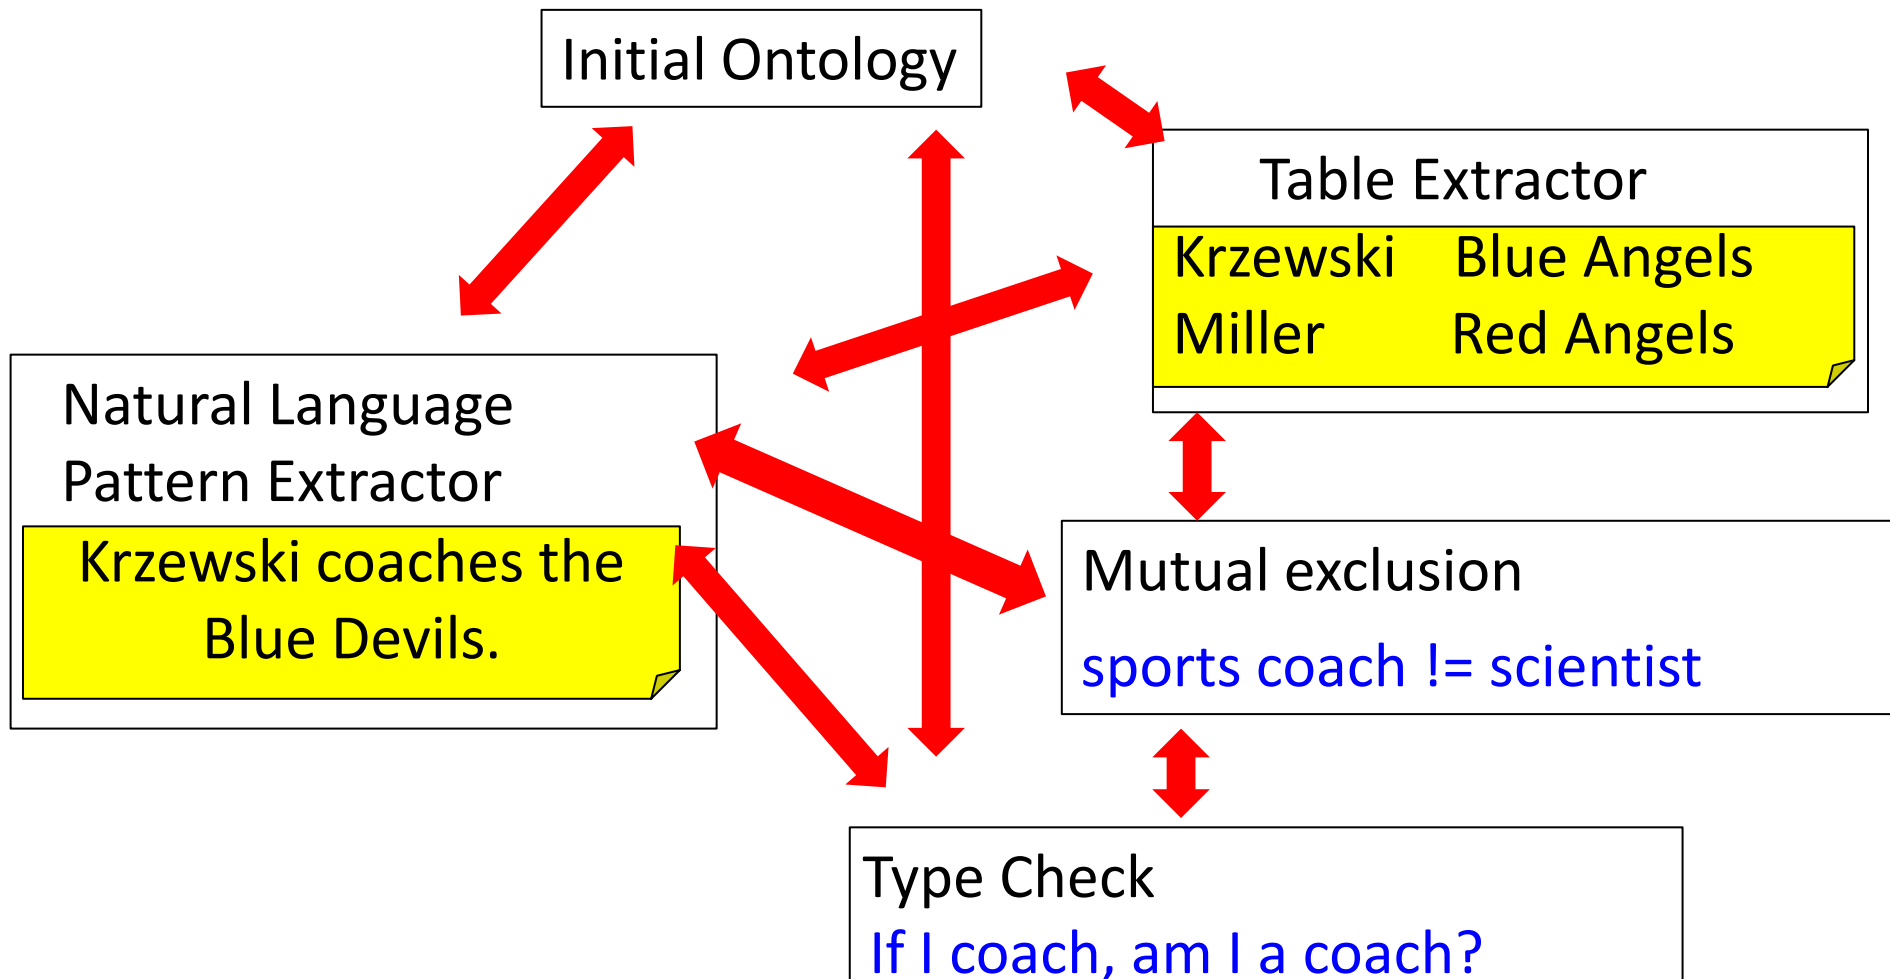 Initial Ontology
Table Extractor
Krzewski Blue Angels
Miller Red Angels
Natural Language
Pattern Extractor
Krzewski coaches the
Blue Devils.
Mutual exclusion
sports coach != scientist
Type Check
If I coach, am I a coach?